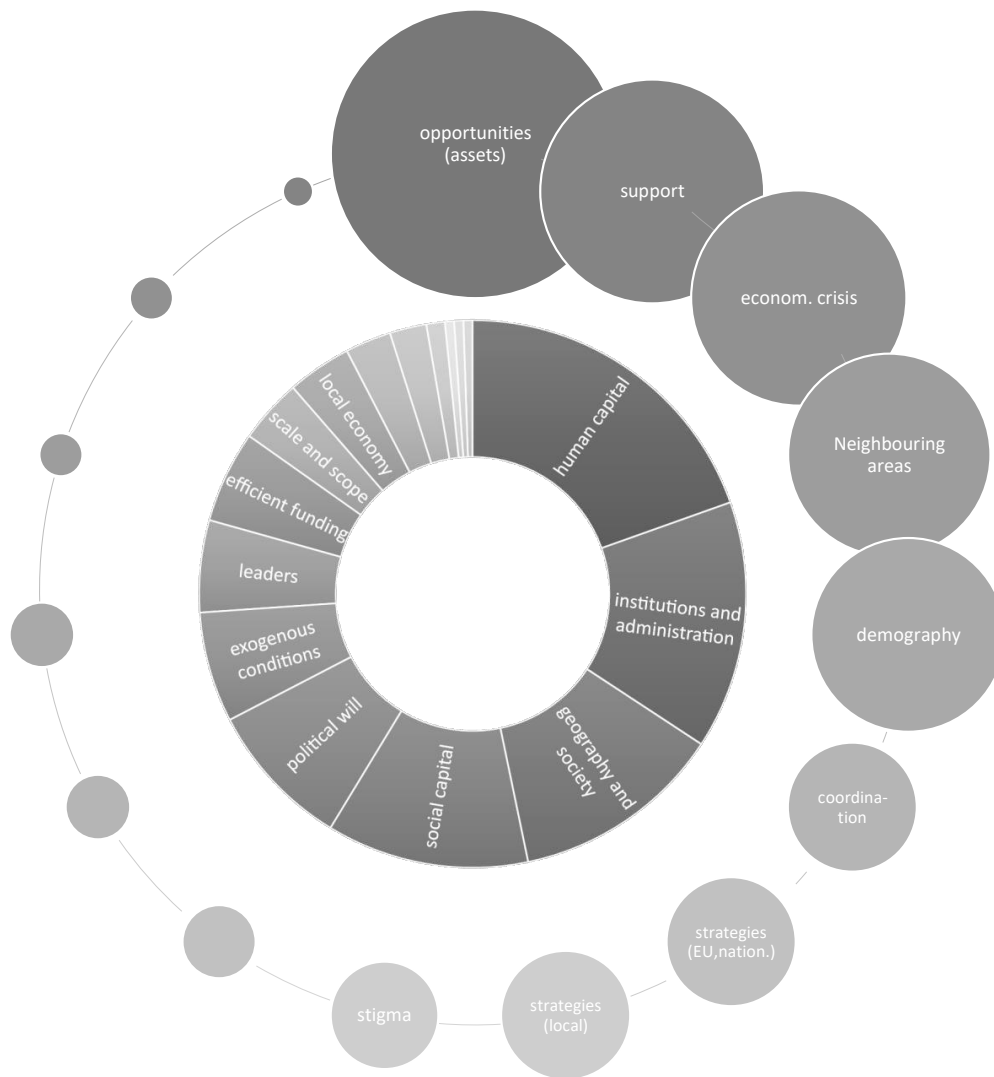 opportunities
(assets)
support
econom. crisis
Neighbouring
areas
demography
coordina-
tion
strategies
(EU,nation.)
strategies
(local)
stigma
human capital
institutions and
administration
geography and
society
social capital
political will
exogenous
conditions
leaders
efficient funding
scale and scope
local economy